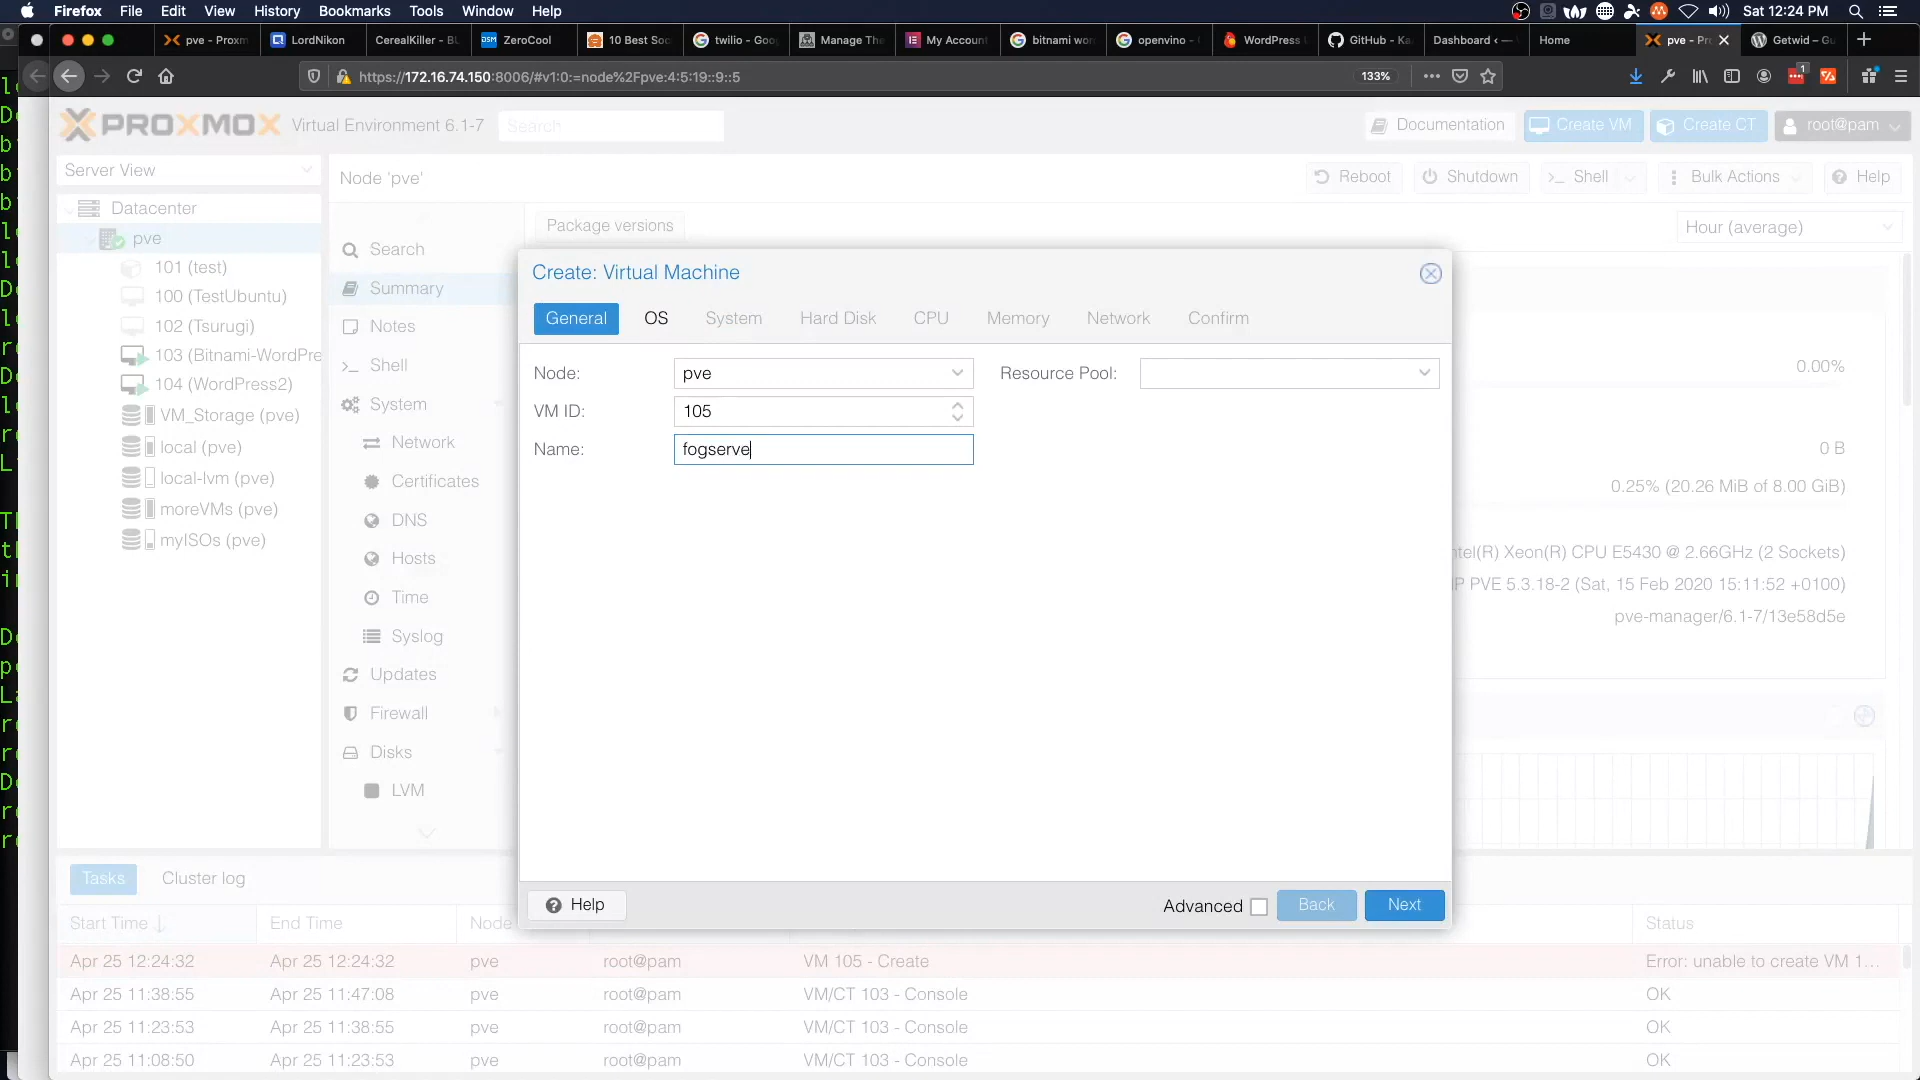 Firefox File Edit View History Bookmarks Tools Window Help Sat 12:24 PM
pve - Proxm LordNikon CerealKiller - BL ZeroCool 10 Best Soc twilio - Goo Manage Tha My Account bitnami wor openvino - WordPress GitHub - Ka Dashboard ‹ — Home pve - Pr Getwid – Gu
https://172.16.74.150:8006/#v1:0:=node%2Fpve:4:5:19::9::5 133% 1
PROXMOX Virtual Environment 6.1-7 Search Documentation Create VM Create CT root@pam
Server View
Node 'pve' Reboot Shutdown Shell Bulk Actions Help
Datacenter
pve
101 (test)
100 (TestUbuntu)
102 (Tsurugi)
103 (Bitnami-WordPre
104 (WordPress2)
VM_Storage (pve)
local (pve)
local-lvm (pve)
moreVMs (pve)
myISOs (pve)
Search
Summary
Notes
Shell
System
Network
Certificates
DNS
Hosts
Time
Syslog
Updates
Firewall
Disks
LVM
Package versions Hour (average)
Create: Virtual Machine
General OS System Hard Disk CPU Memory Network Confirm
Node: pve Resource Pool:
VM ID: 105
Name: fogserve
Help Advanced Back Next
0.00%
0 B
0.25% (20.26 MiB of 8.00 GiB)
ntel(R) Xeon(R) CPU E5430 @ 2.66GHz (2 Sockets)
PVE 5.3.18-2 (Sat, 15 Feb 2020 15:11:52 +0100)
pve-manager/6.1-7/13e58d5e
Tasks Cluster log
Start Time End Time Node Status
Apr 25 12:24:32 Apr 25 12:24:32 pve root@pam VM 105 - Create Error: unable to create VM 1...
Apr 25 11:38:55 Apr 25 11:47:08 pve root@pam VM/CT 103 - Console OK
Apr 25 11:23:53 Apr 25 11:38:55 pve root@pam VM/CT 103 - Console OK
Apr 25 11:08:50 Apr 25 11:23:53 pve root@pam VM/CT 103 - Console OK